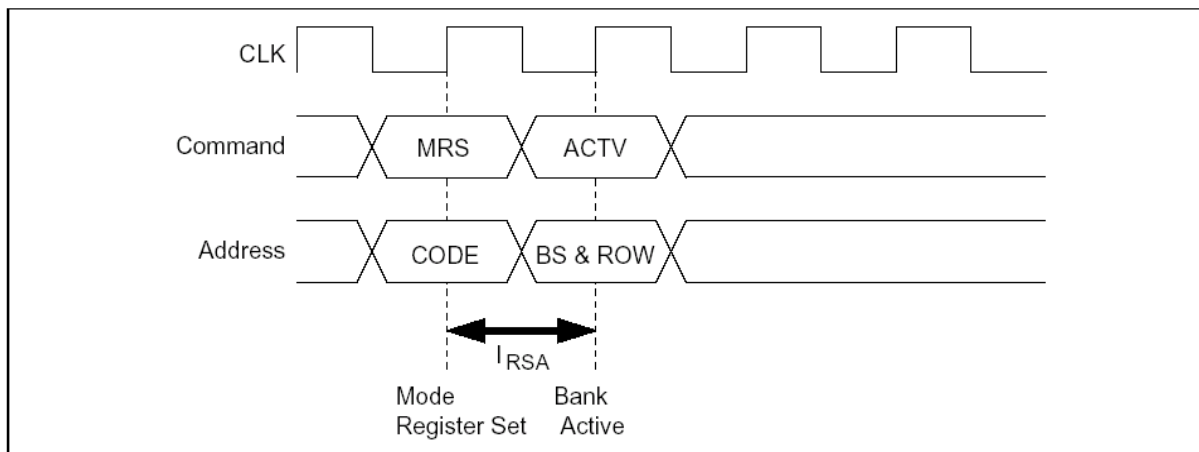 CLK
Command
MRS
ACTV
Address
CODE
BS & ROW
I RSA
Mode
Register Set
Bank
Active